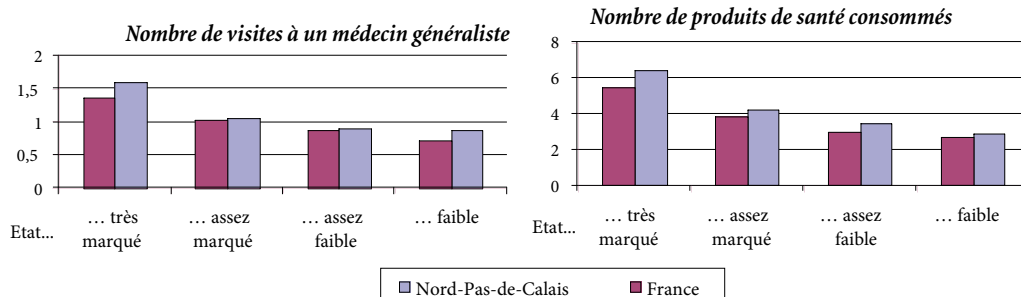 Nombre de visites à un médecin généraliste
2
1,5
1
0,5
0
Etat...
… très marqué
… assez marqué
… assez faible
… faible
Nombre de produits de santé consommés
8
6
4
2
0
Etat...
… très marqué
… assez marqué
… assez faible
… faible
Nord-Pas-de-Calais
France